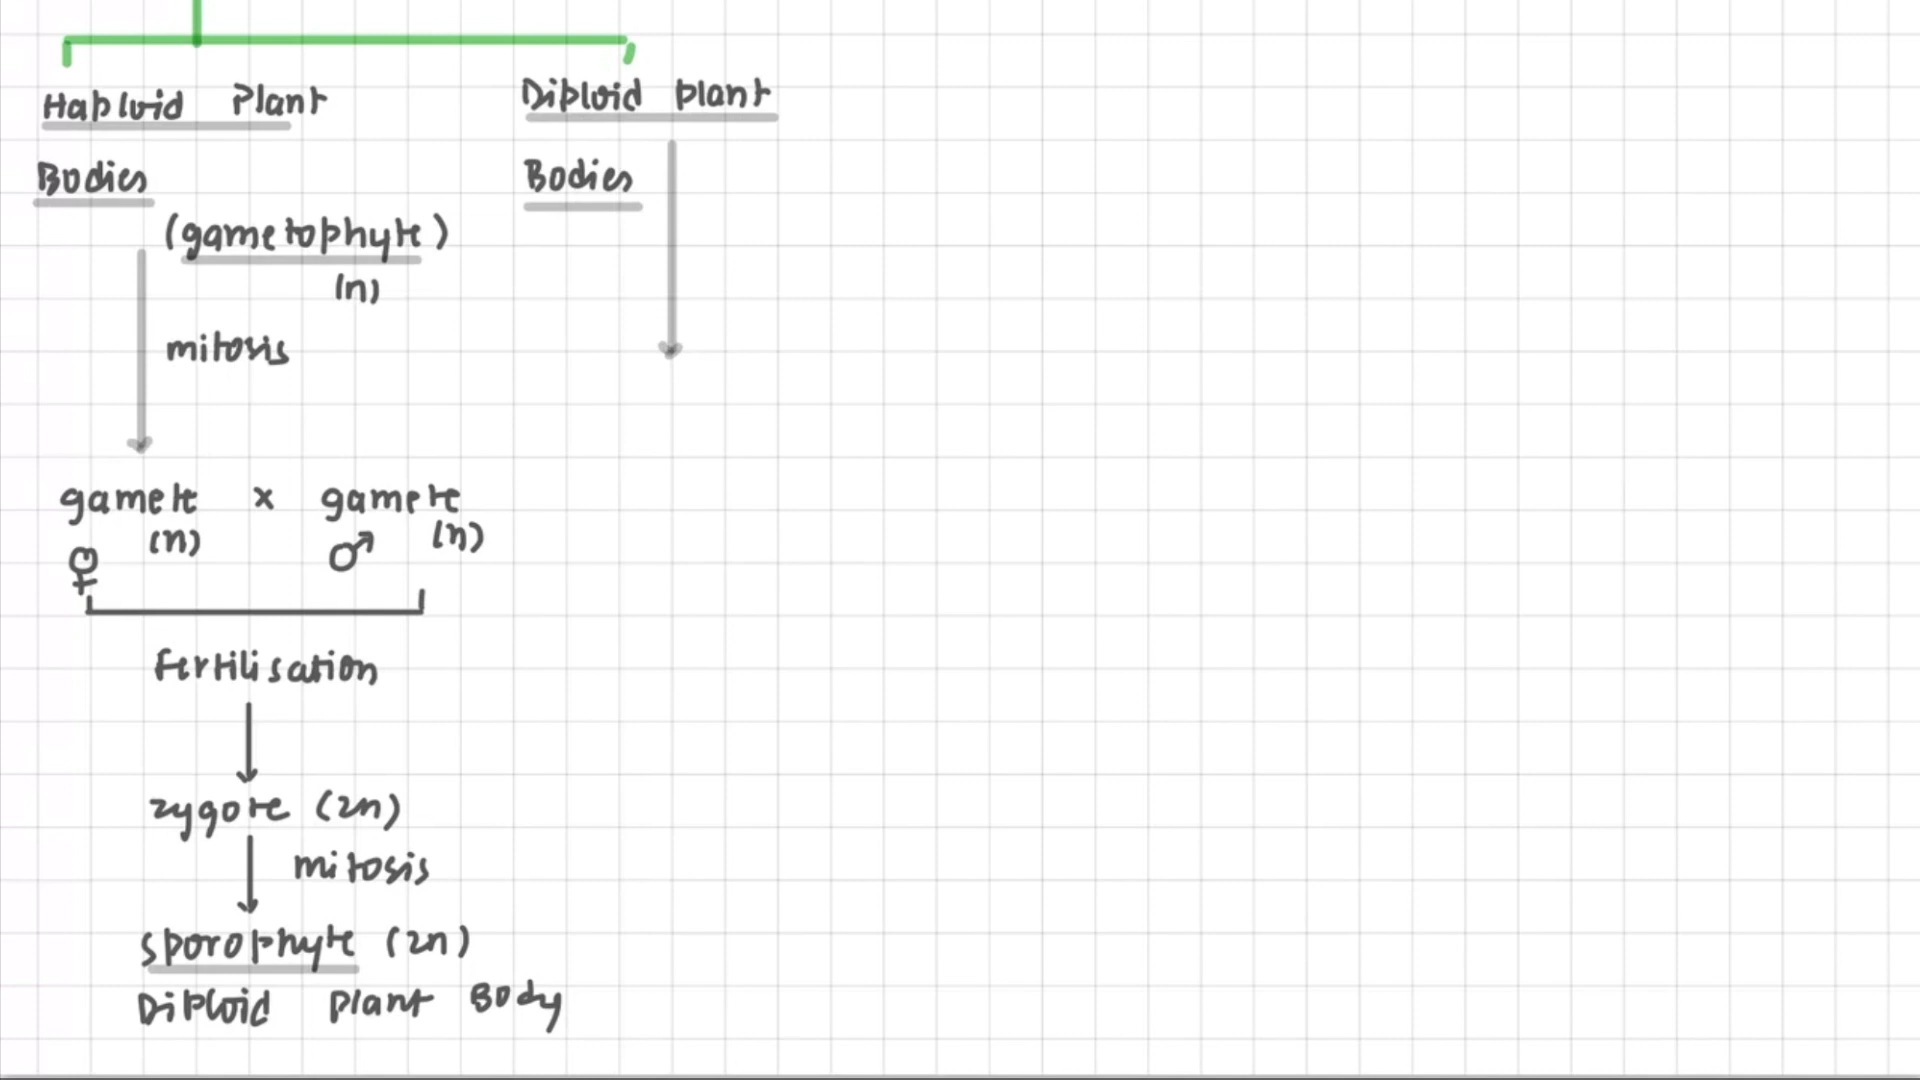 Haploid Plant
Bodies
(gametophyte)
(n)
mitosis
gamete x gamete
(n) (n)
♀ ♂
Fertilisation
zygote (2n)
mitosis
sporophyte (2n)
Diploid Plant Body
Diploid plant
Bodies